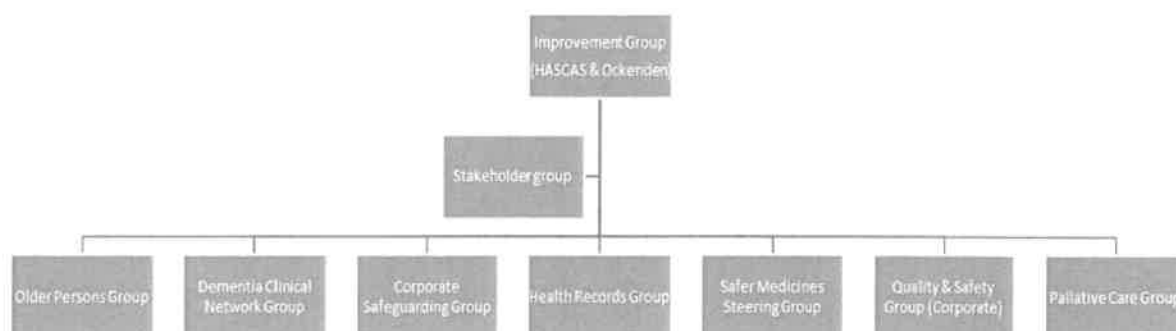 Improvement Group
(HASCAS & Ockenden)
Stakeholder group
Older Persons Group
Dementia Clinical
Network Group
Corporate
Safeguarding Group
Health Records Group
Safer Medicines
Steering Group
Quality & Safety
Group (Corporate)
Pallative Care Group